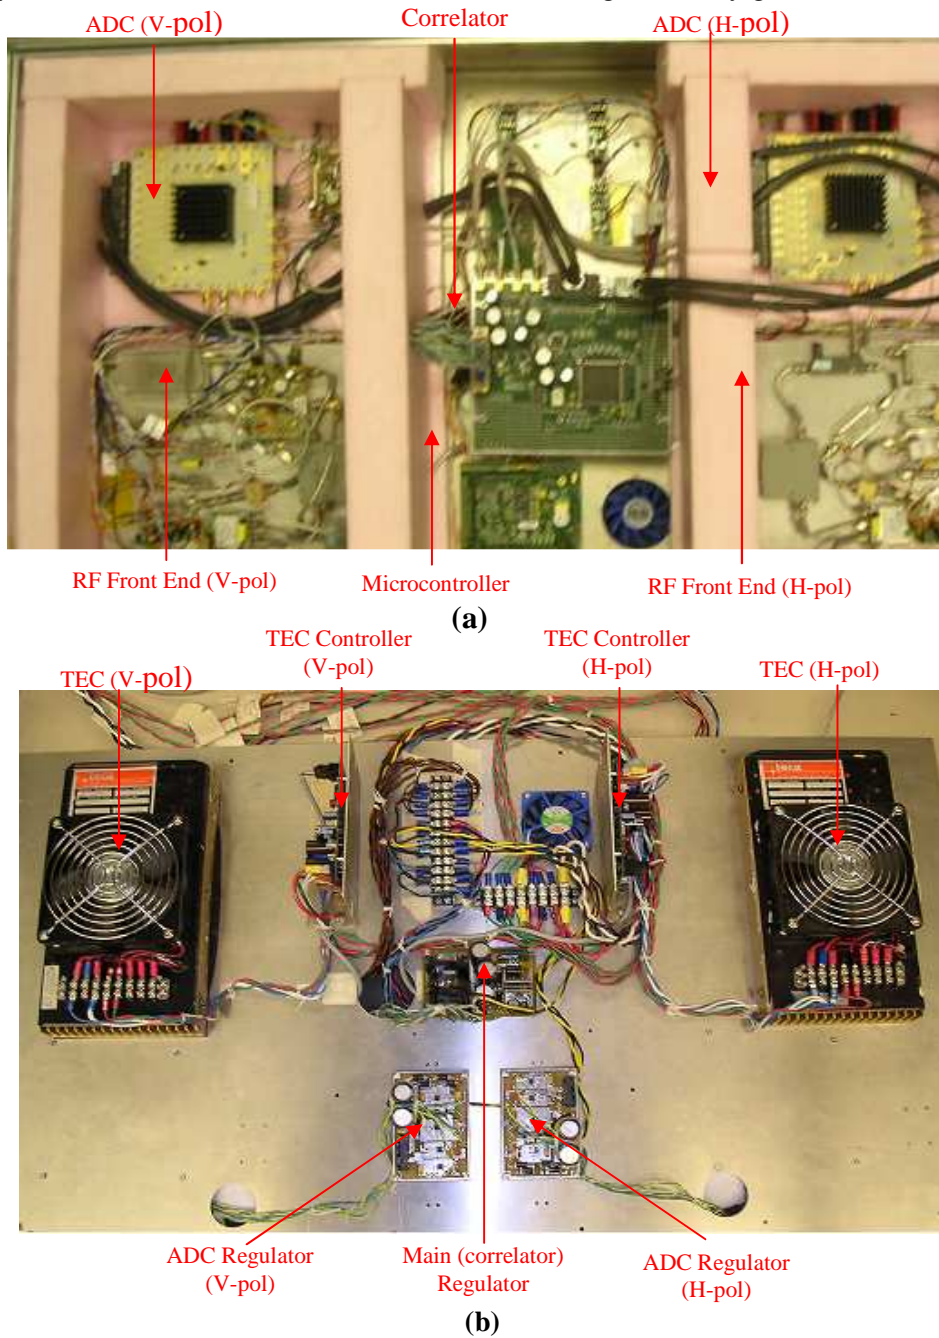 ADC (V-pol)
Correlator
ADC (H-pol)
RF Front End (V-pol)
Microcontroller
RF Front End (H-pol)
(a)
TEC Controller
(V-pol)
TEC Controller
(H-pol)
TEC (V-pol)
TEC (H-pol)
ADC Regulator
(V-pol)
Main (correlator)
Regulator
ADC Regulator
(H-pol)
(b)